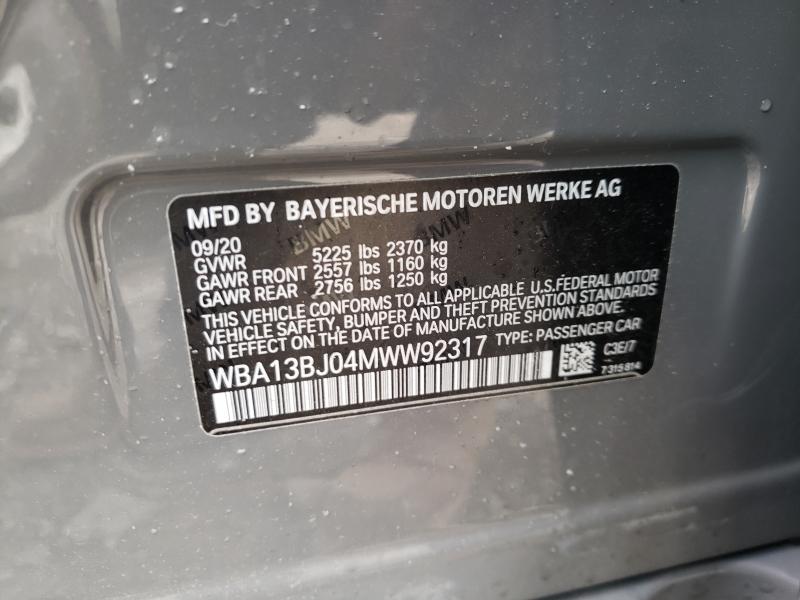 MFD BY BAYERISCHE MOTOREN WERKE AG
09/20
GVWR 5225 lbs 2370 kg
GAWR FRONT 2557 lbs 1160 kg
GAWR REAR 2756 lbs 1250 kg
THIS VEHICLE CONFORMS TO ALL APPLICABLE U.S.FEDERAL MOTOR
VEHICLE SAFETY, BUMPER AND THEFT PREVENTION STANDARDS
IN EFFECT ON THE DATE OF MANUFACTURE SHOWN ABOVE.
WBA13BJ04MWW92317 TYPE: PASSENGER CAR
C3E/7
7315814